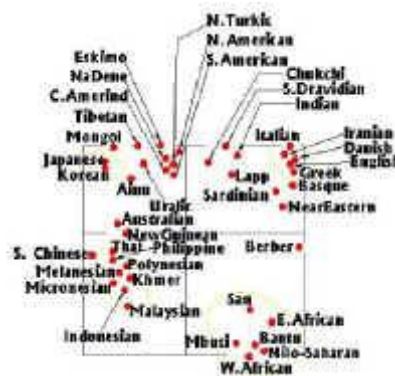 N. Turkic
N. American
S. American
Eskimo
NaDene
C. Amerind
Tibetan
Mongol
Japanese
Korean
Ainu
Uralic
Chukchi
S. Dravidian
Indian
Italian
Iranian
Danish
English
Greek
Basque
Lapp
Sardinian
NearEastern
Australian
NewGuinean
Thai - Philippine
S. Chinese
Polynesian
Melanesian
Khmer
Micronesian
Malaysian
Indonesian
Berber
San
E. African
Mbuti
Bantu
Nilo-Saharan
W. African